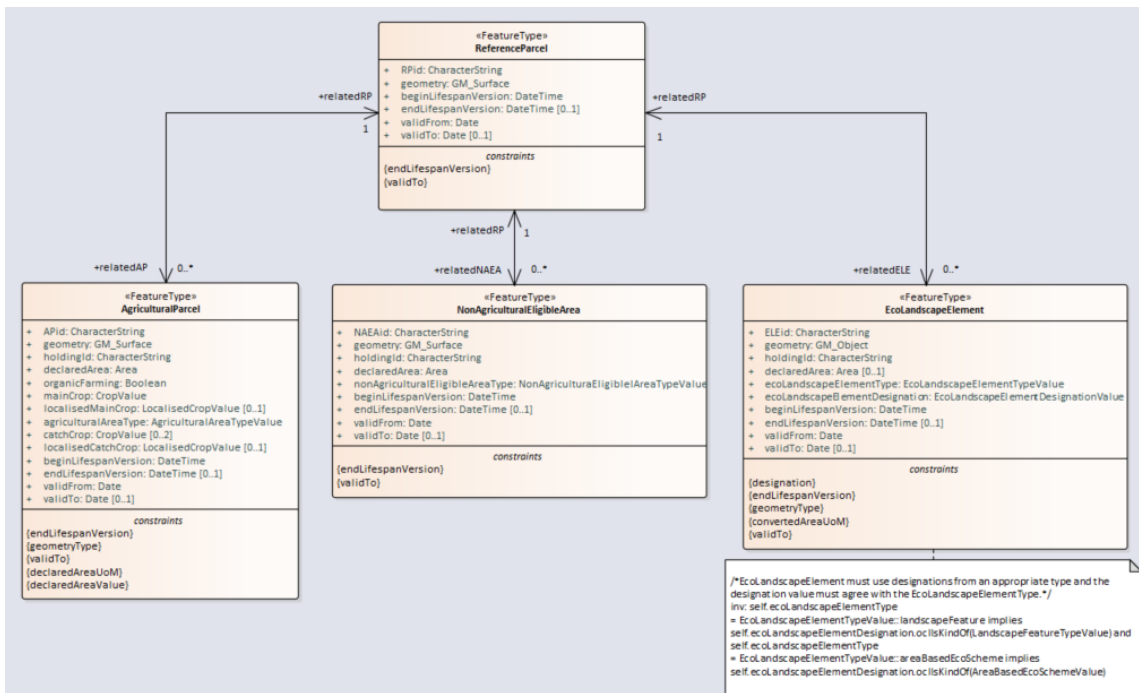 «FeatureType»
ReferenceParcel
+ RPid: CharacterString
+ geometry: GM_Surface
+ beginLifespanVersion: DateTime
+ endLifespanVersion: DateTime [0..1]
+ validFrom: Date
+ validTo: Date [0..1]
constraints
{endLifespanVersion}
{validTo}
+relatedRP
1
+relatedRP
1
+relatedRP
1
+relatedAP
0..*
+relatedNAEA
0..*
+relatedELE
0..*
«FeatureType»
AgriculturalParcel
+ APid: CharacterString
+ geometry: GM_Surface
+ holdingId: CharacterString
+ declaredArea: Area
+ organicFarming: Boolean
+ mainCrop: CropValue
+ localisedMainCrop: LocalisedCropValue [0..1]
+ agriculturalAreaType: AgriculturalAreaTypeValue
+ catchCrop: CropValue [0..2]
+ localisedCatchCrop: LocalisedCropValue [0..1]
+ beginLifespanVersion: DateTime
+ endLifespanVersion: DateTime [0..1]
+ validFrom: Date
+ validTo: Date [0..1]
constraints
{endLifespanVersion}
{geometryType}
{validTo}
{declaredAreaUoM}
{declaredAreaValue}
«FeatureType»
NonAgriculturalEligibleArea
+ NAEAid: CharacterString
+ geometry: GM_Surface
+ holdingId: CharacterString
+ declaredArea: Area
+ nonAgriculturalEligibleAreaType: NonAgricultura​EligibleIAreaTypeValue
+ beginLifespanVersion: DateTime
+ endLifespanVersion: DateTime [0..1]
+ validFrom: Date
+ validTo: Date [0..1]
constraints
{endLifespanVersion}
{validTo}
«FeatureType»
EcoLandscapeElement
+ ELEid: CharacterString
+ geometry: GM_Object
+ holdingId: CharacterString
+ declaredArea: Area [0..1]
+ ecoLandscapeElementType: EcoLandscapeElementTypeValue
+ ecoLandscapeElementDesignation: EcoLandscapeElementDesignationValue
+ beginLifespanVersion: DateTime
+ endLifespanVersion: DateTime [0..1]
+ validFrom: Date
+ validTo: Date [0..1]
constraints
{designation}
{endLifespanVersion}
{geometryType}
{convertedAreaUoM}
{validTo}
/*EcoLandscapeElement must use designations from an appropriate type and the
designation value must agree with the EcoLandscapeElementType.*/
inv: self.ecoLandscapeElementType
= EcoLandscapeElementTypeValue::landscapeFeature implies
self.ecoLandscapeElementDesignation.oclIsKindOf(LandscapeFeatureTypeValue) and
self.ecoLandscapeElementType
= EcoLandscapeElementTypeValue::areaBasedEcoScheme implies
self.ecoLandscapeElementDesignation.oclIsKindOf(AreaBasedEcoSchemeValue)